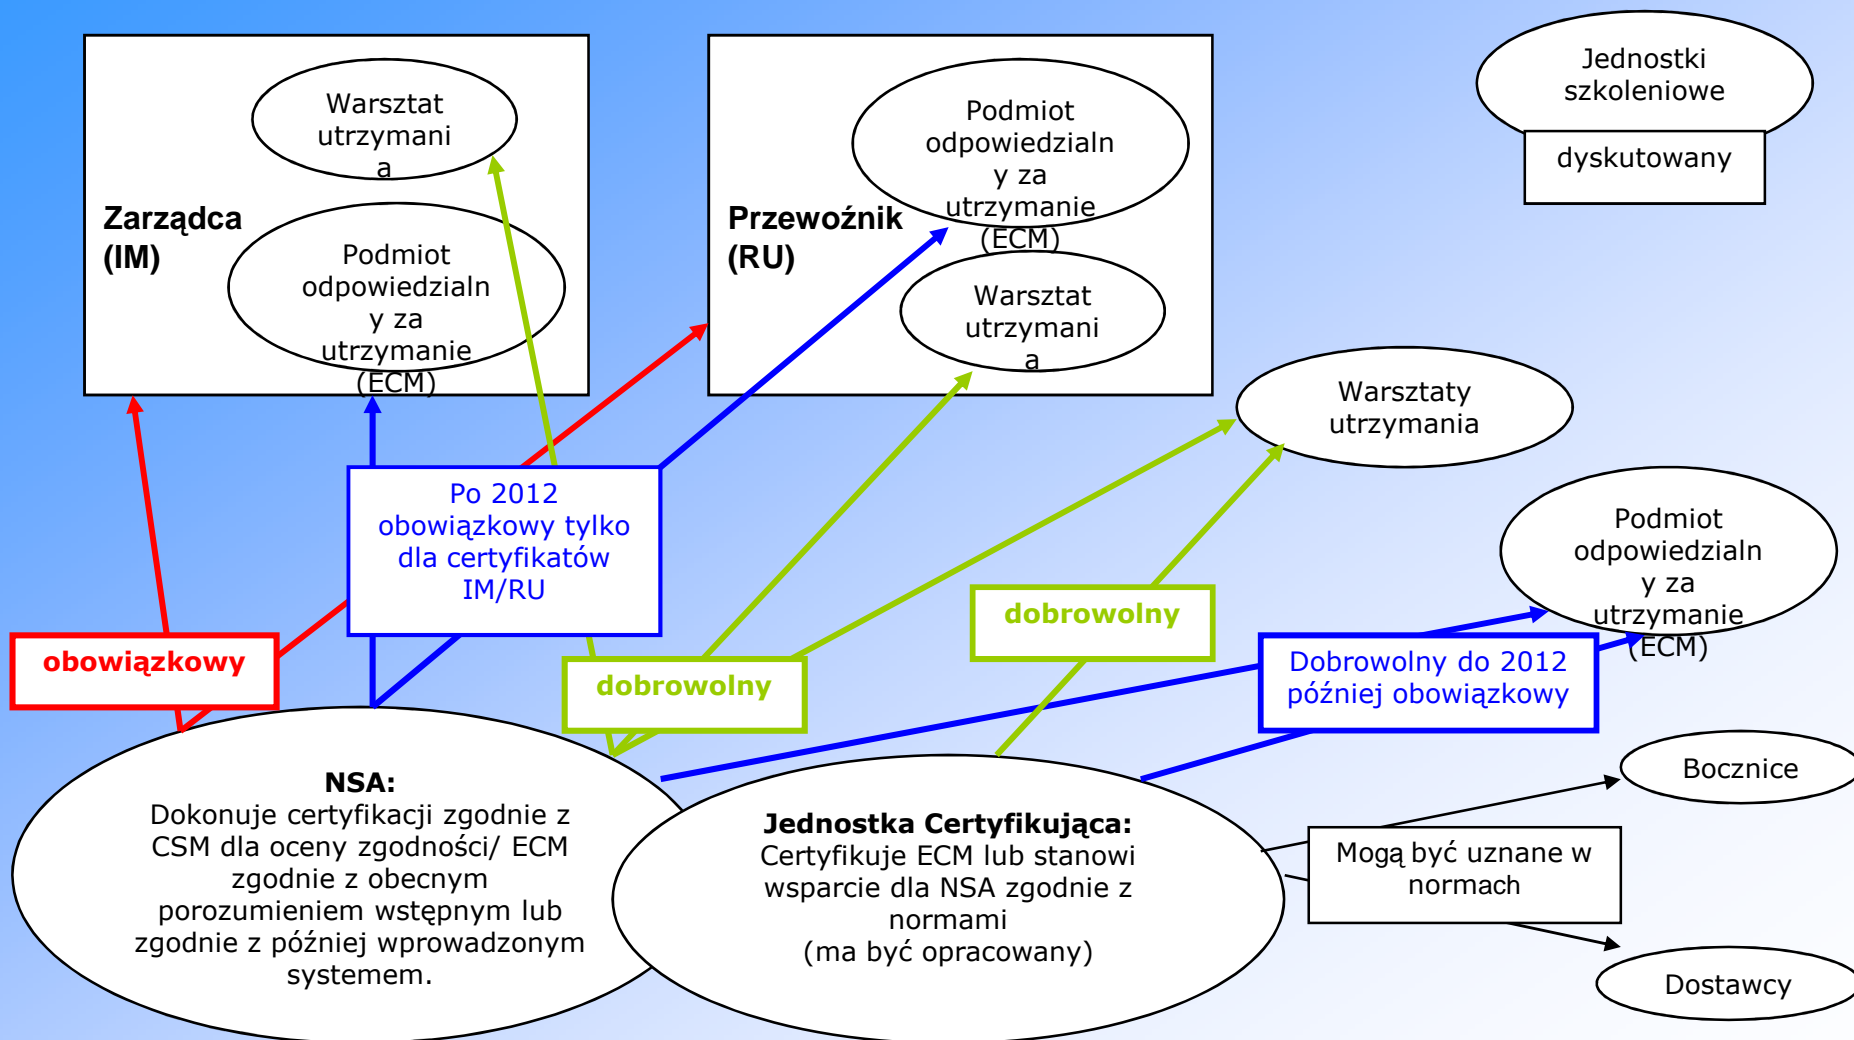 Warsztat
utrzymani
a
Zarządca
(IM)
Podmiot
odpowiedzialn
y za
utrzymanie
(ECM)
Przewoźnik
(RU)
Podmiot
odpowiedzialn
y za
utrzymanie
(ECM)
Warsztat
utrzymani
a
Jednostki
szkoleniowe
dyskutowany
Warsztaty
utrzymania
Po 2012
obowiązkowy tylko
dla certyfikatów
IM/RU
Podmiot
odpowiedzialn
y za
utrzymanie
(ECM)
obowiązkowy
dobrowolny
dobrowolny
Dobrowolny do 2012
później obowiązkowy
NSA:
Dokonuje certyfikacji zgodnie z
CSM dla oceny zgodności/ ECM
zgodnie z obecnym
porozumieniem wstępnym lub
zgodnie z później wprowadzonym
systemem.
Jednostka Certyfikująca:
Certyfikuje ECM lub stanowi
wsparcie dla NSA zgodnie z
normami
(ma być opracowany)
Bocznice
Mogą być uznane w
normach
Dostawcy